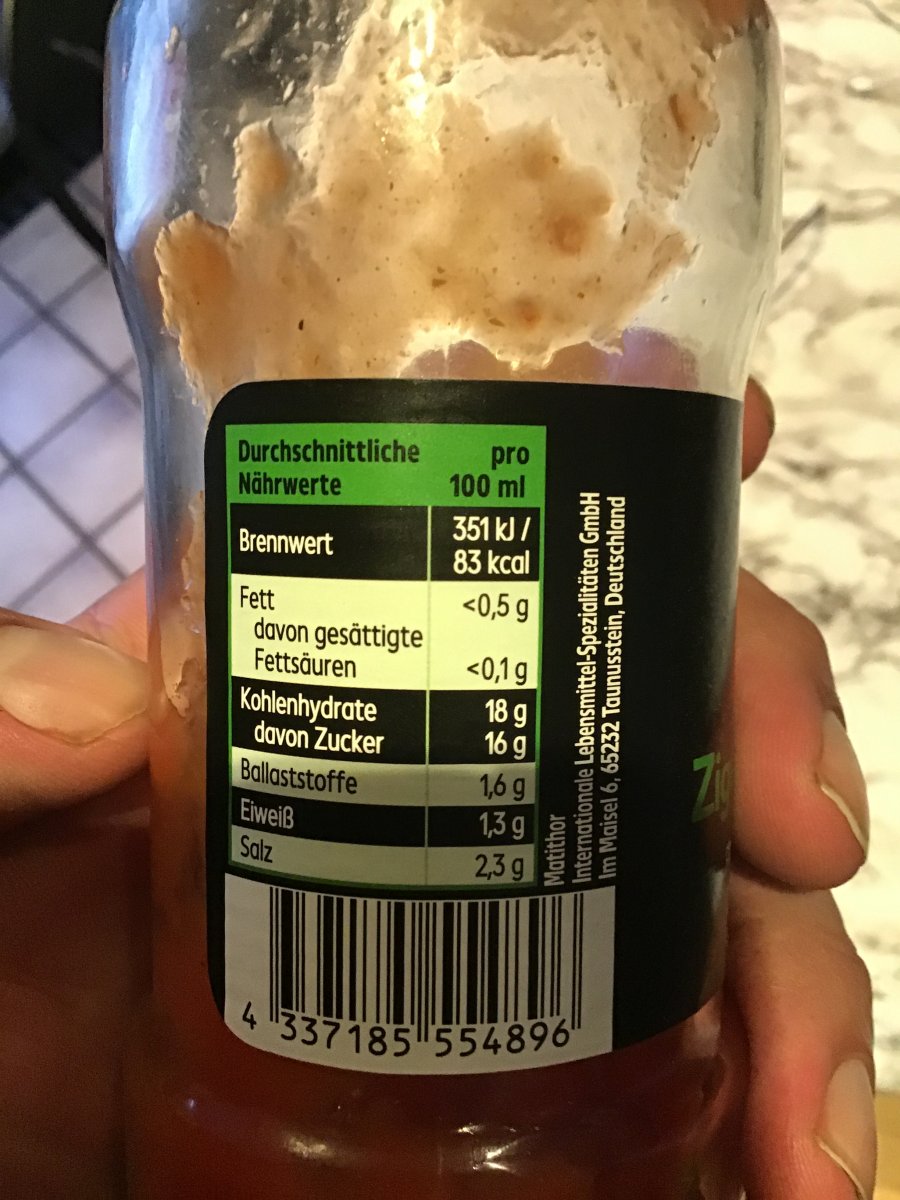 Durchschnittliche pro
Nährwerte 100 ml
Brennwert 351 kJ /
83 kcal
Fett <0,5 g
davon gesättigte
Fettsäuren <0,1 g
Kohlenhydrate 18 g
davon Zucker 16 g
Ballaststoffe 1,6 g
Eiweiß 1,3 g
Salz 2,3 g
Matithor
Internationale Lebensmittel-Spezialitäten GmbH
Im Maisel 6, 65232 Taunusstein, Deutschland
4 337185 554896